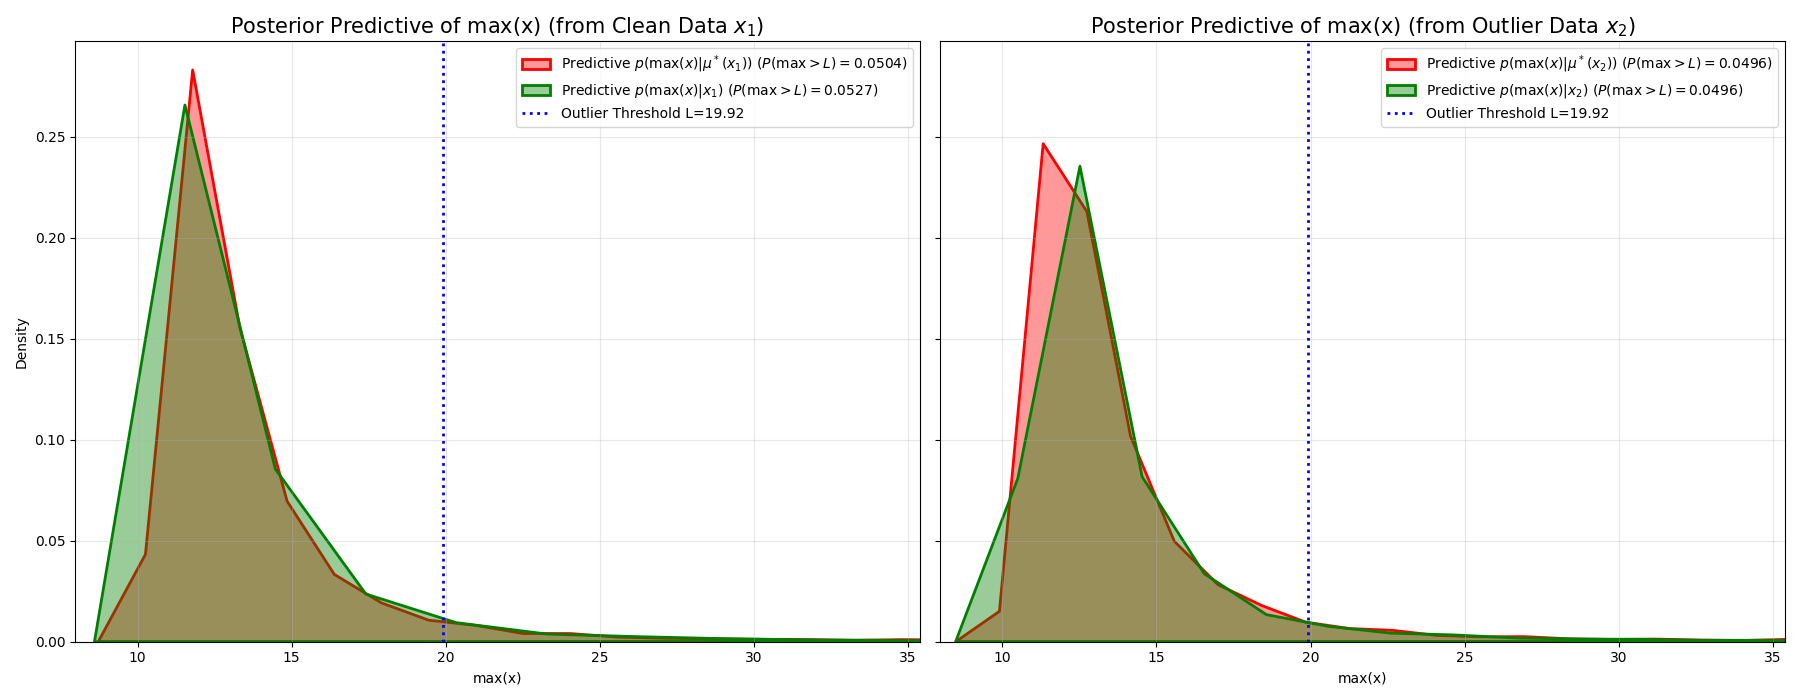 Posterior Predictive of max(x) (from Clean Data x₁)
Predictive p(max(x)|μ*(x₁)) (P(max > L) = 0.0504)
Predictive p(max(x)|x₁) (P(max > L) = 0.0527)
Outlier Threshold L=19.92
Density
0.25
0.20
0.15
0.10
0.05
0.00
10 15 20 25 30 35
max(x)
Posterior Predictive of max(x) (from Outlier Data x₂)
Predictive p(max(x)|μ*(x₂)) (P(max > L) = 0.0496)
Predictive p(max(x)|x₂) (P(max > L) = 0.0496)
Outlier Threshold L=19.92
10 15 20 25 30 35
max(x)